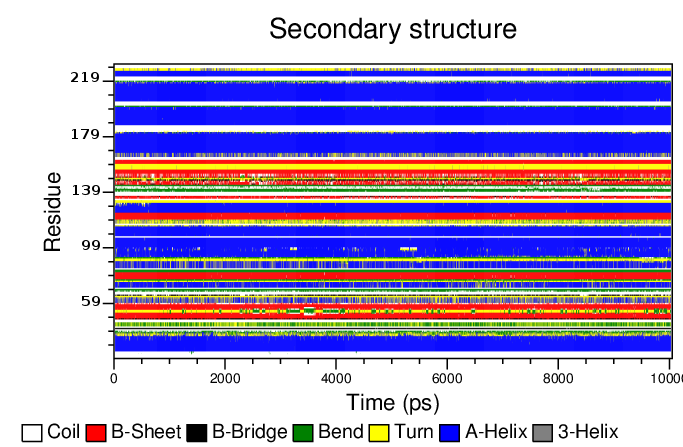 Secondary structure
Residue
219
179
139
99
59
0 2000 4000 6000 8000 10000
Time (ps)
Coil B-Sheet B-Bridge Bend Turn A-Helix 3-Helix